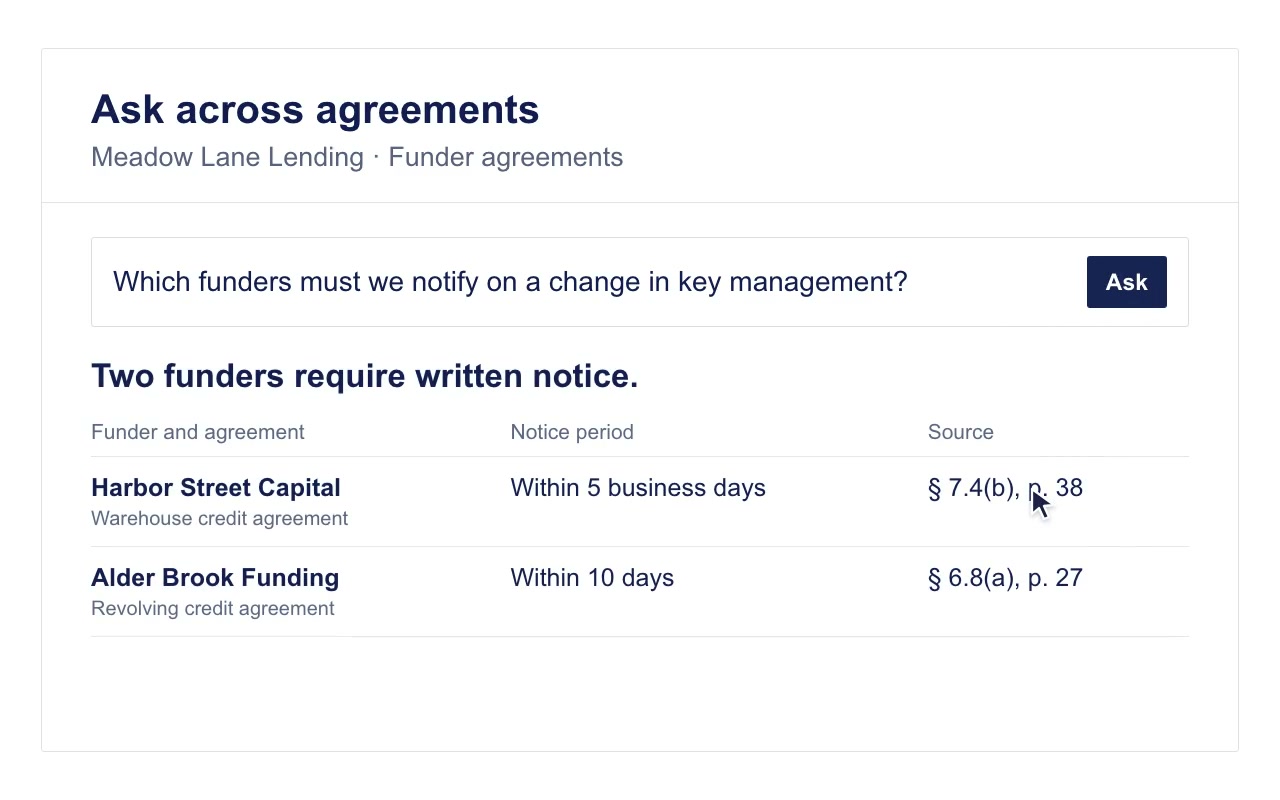 Ask across agreements
Meadow Lane Lending · Funder agreements
Which funders must we notify on a change in key management?
Ask
Two funders require written notice.
Funder and agreement Notice period Source
Harbor Street Capital Within 5 business days § 7.4(b), p. 38
Warehouse credit agreement
Alder Brook Funding Within 10 days § 6.8(a), p. 27
Revolving credit agreement